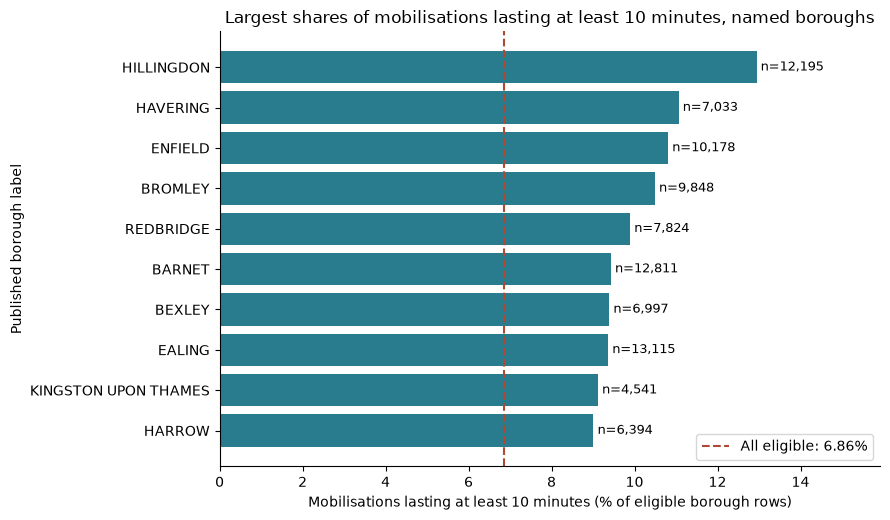 Largest shares of mobilisations lasting at least 10 minutes, named boroughs
Published borough label
HILLINGDON n=12,195
HAVERING n=7,033
ENFIELD n=10,178
BROMLEY n=9,848
REDBRIDGE n=7,824
BARNET n=12,811
BEXLEY n=6,997
EALING n=13,115
KINGSTON UPON THAMES n=4,541
HARROW n=6,394
All eligible: 6.86%
0 2 4 6 8 10 12 14
Mobilisations lasting at least 10 minutes (% of eligible borough rows)